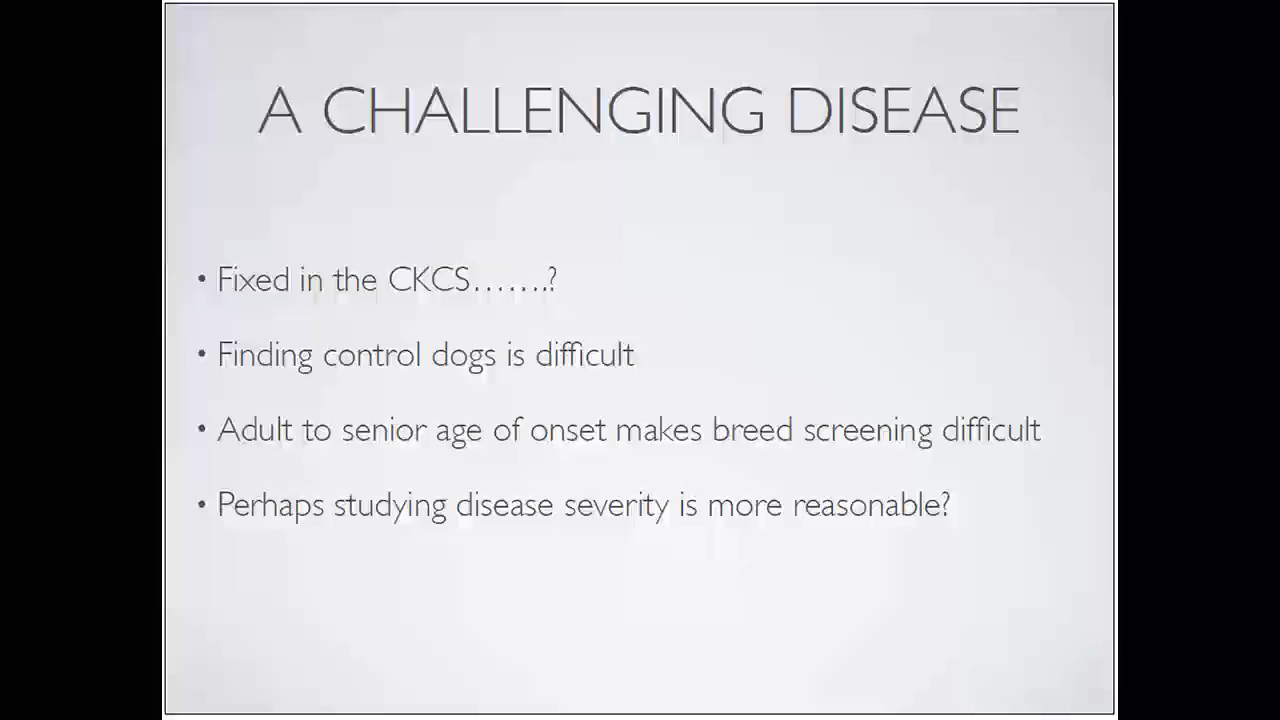 A CHALLENGING DISEASE
• Fixed in the CKCS.......?
• Finding control dogs is difficult
• Adult to senior age of onset makes breed screening difficult
• Perhaps studying disease severity is more reasonable?